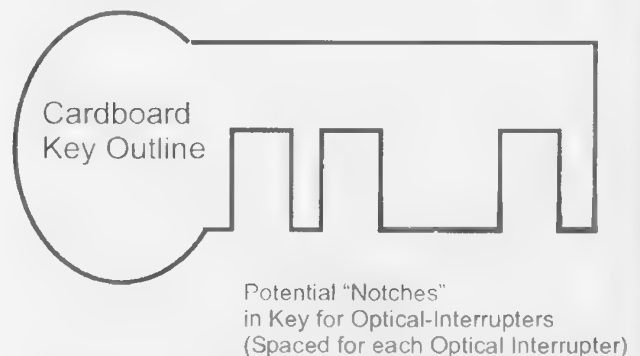 Cardboard
Key Outline
Potential “Notches”
in Key for Optical-Interrupters
(Spaced for each Optical Interrupter)